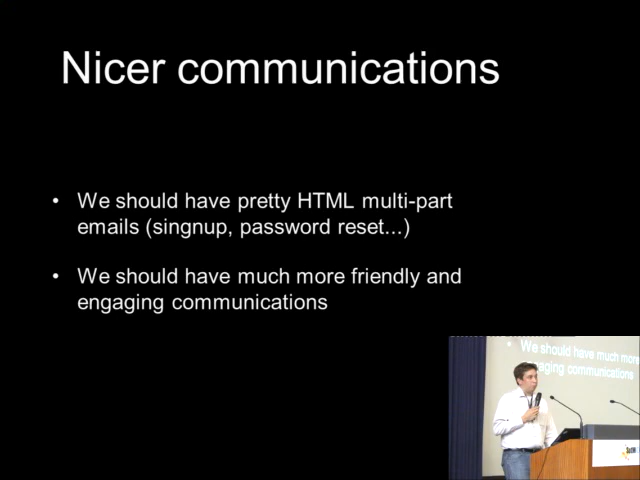 Nicer communications
• We should have pretty HTML multi-part
emails (singnup, password reset...)
• We should have much more friendly and
engaging communications
• We should have much more
engaging communications